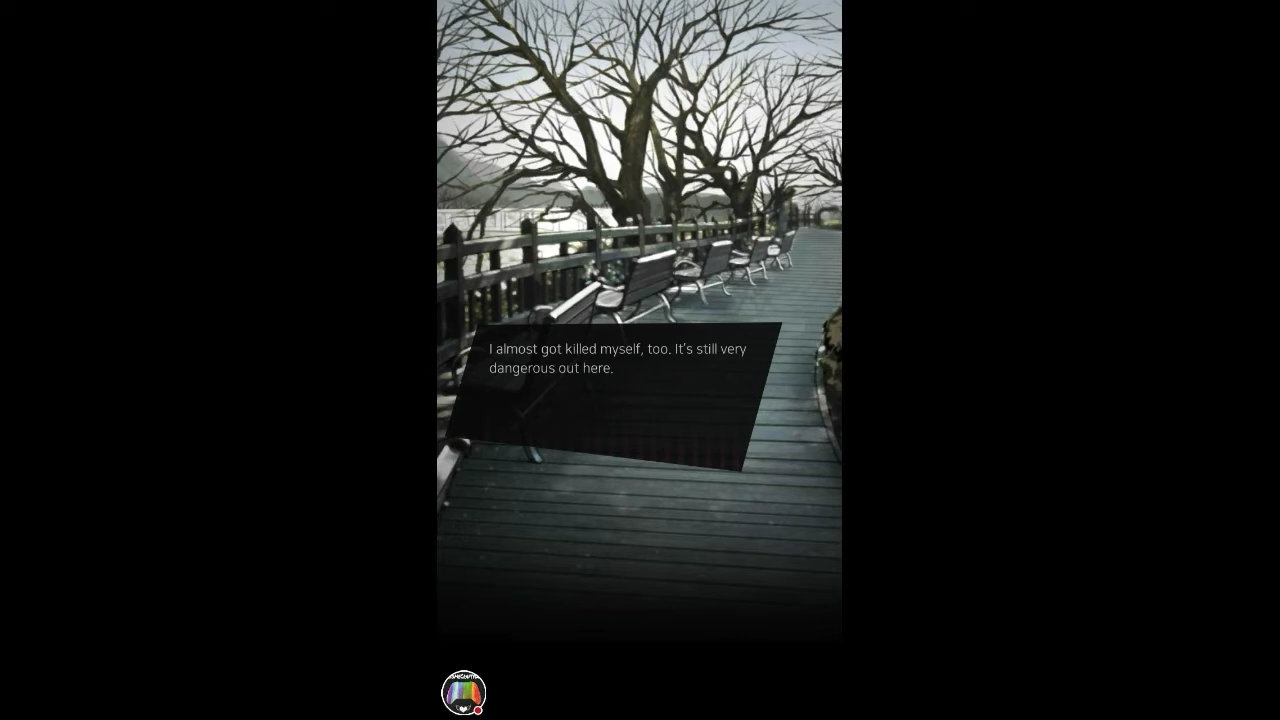 I almost got killed myself, too. It's still very
dangerous out here.